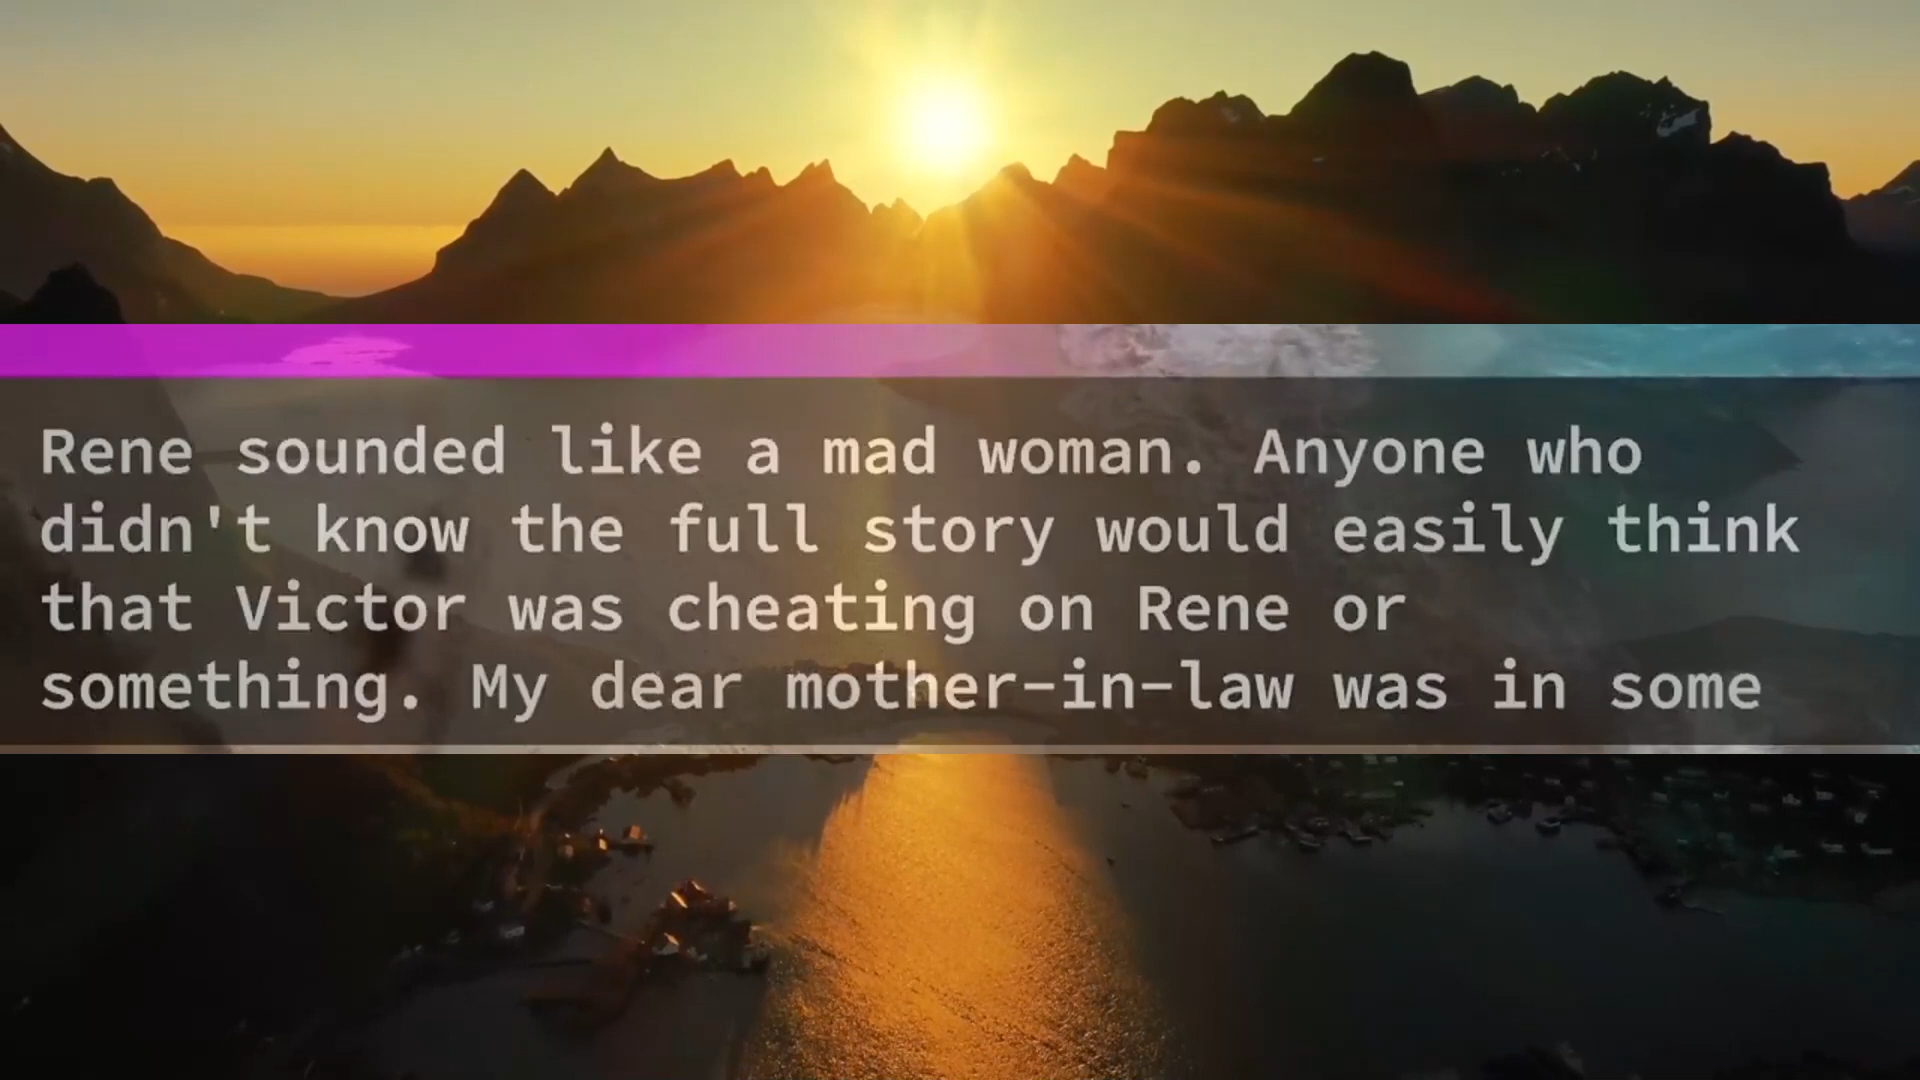 Rene sounded like a mad woman. Anyone who
didn't know the full story would easily think
that Victor was cheating on Rene or
something. My dear mother-in-law was in some